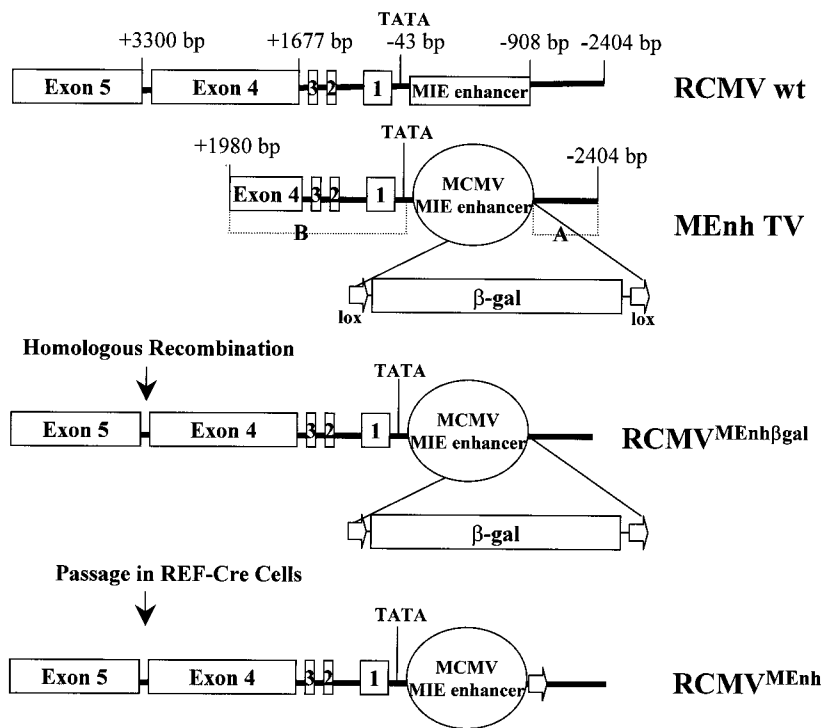 TATA
+3300 bp +1677 bp -43 bp -908 bp -2404 bp
Exon 5 Exon 4 3 2 1 MIE enhancer RCMV wt
+1980 bp TATA -2404 bp
Exon 4 3 2 1 MCMV
MIE enhancer
B A MEnh TV
lox β-gal lox
Homologous Recombination
TATA
Exon 5 Exon 4 3 2 1 MCMV
MIE enhancer RCMV^MEnhβgal
β-gal
Passage in REF-Cre Cells
TATA
Exon 5 Exon 4 3 2 1 MCMV
MIE enhancer RCMV^MEnh